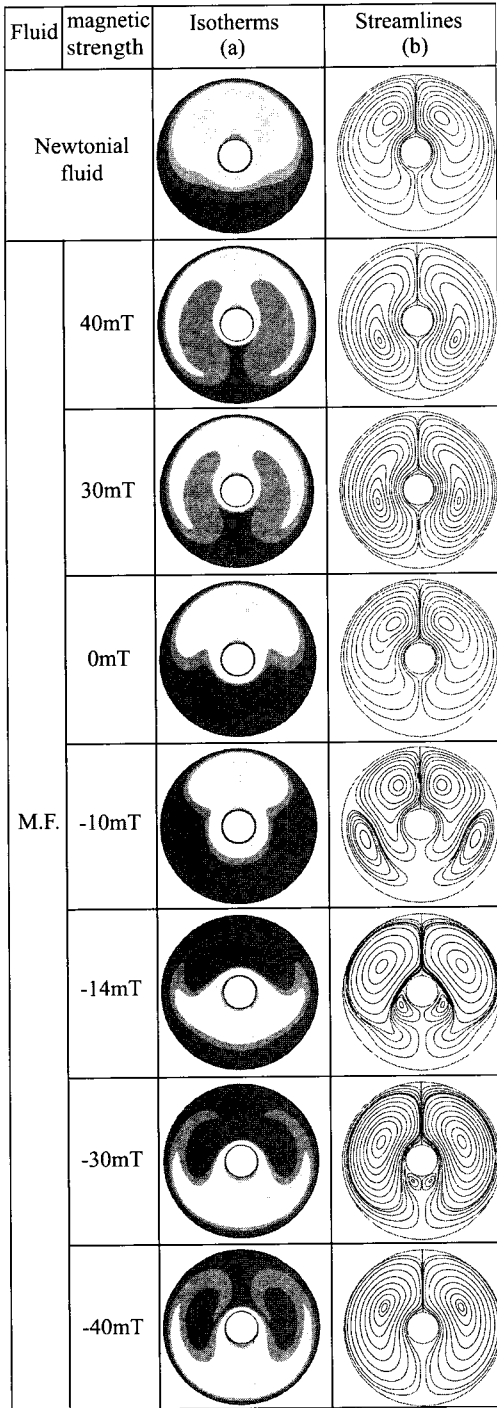 Fluid
magnetic
strength
Isotherms
(a)
Streamlines
(b)
Newtonial
fluid
M.F.
40mT
30mT
0mT
-10mT
-14mT
-30mT
-40mT